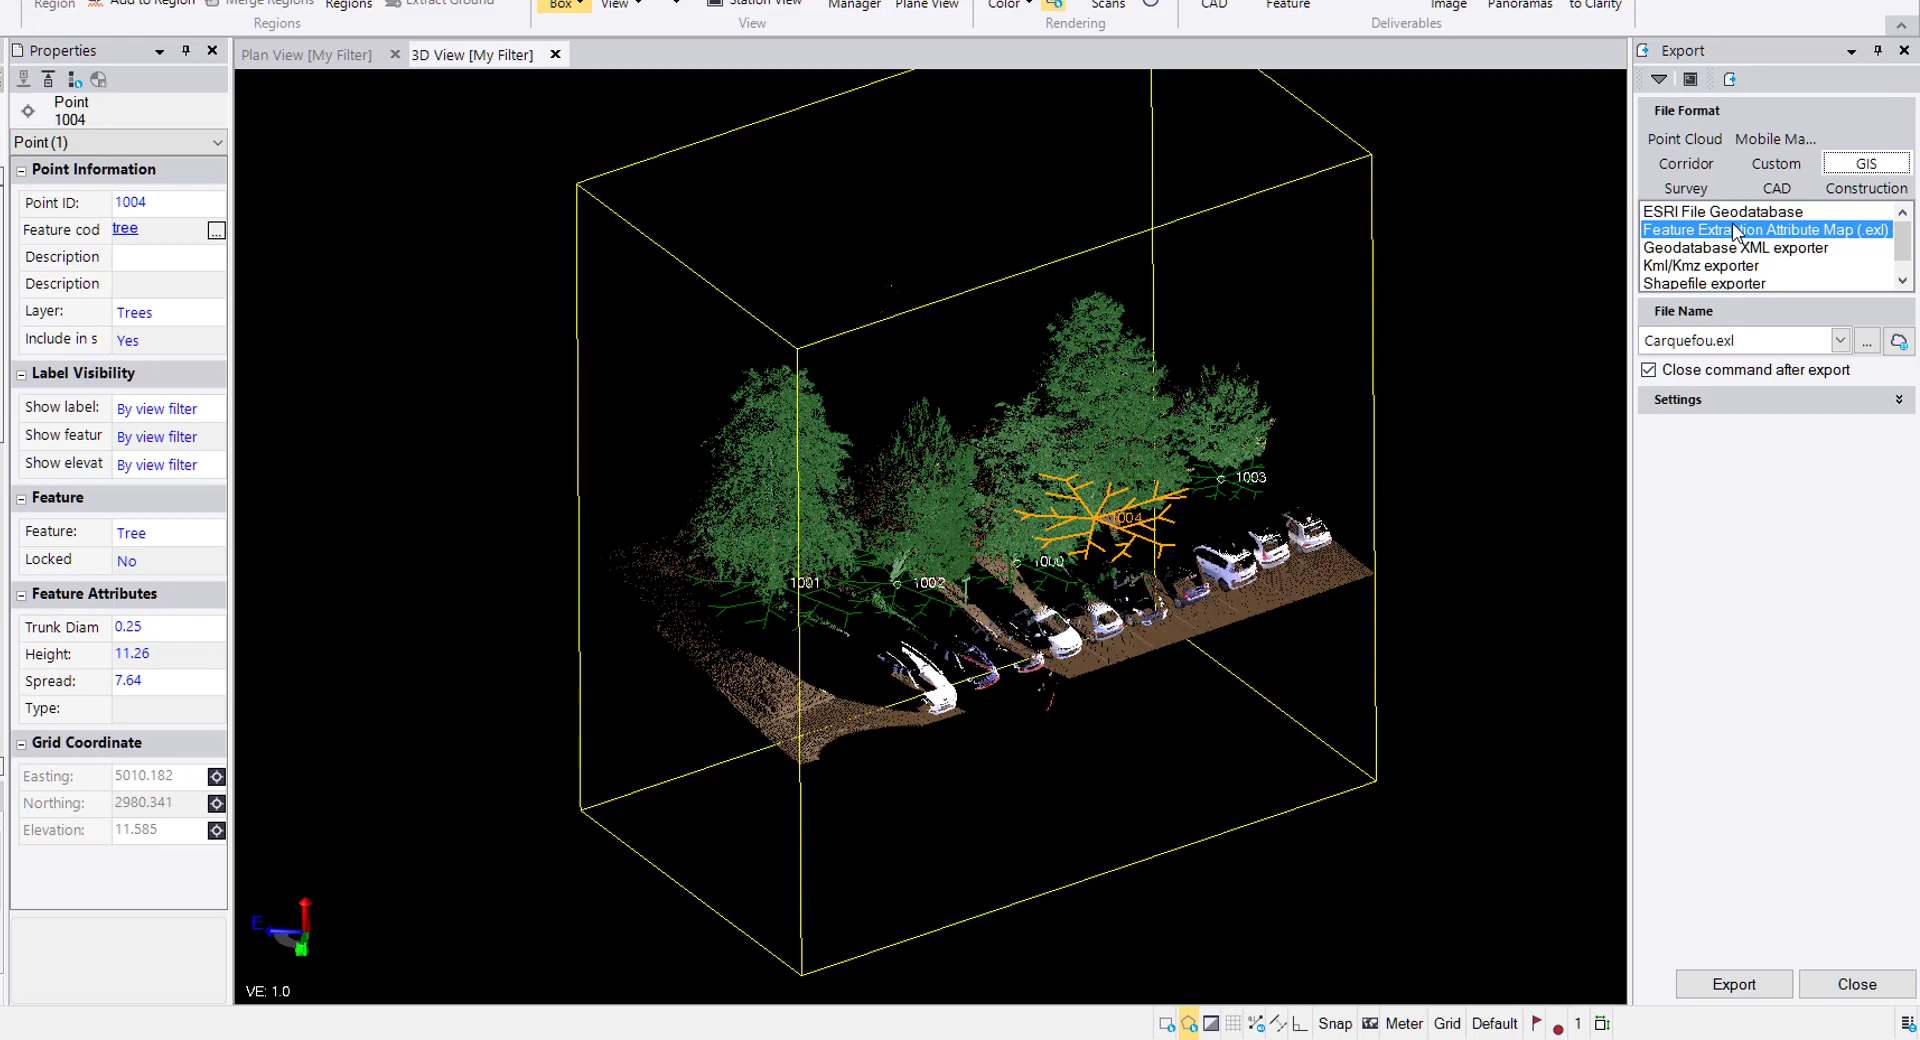 Region
Add to Region
Merge Regions
Regions
Extract Ground
Box
View
Station View
Manager
Plane View
Color
Scans
CAD
Feature
Image
Panoramas
to Clarity
Regions
View
Rendering
Deliverables
Properties
Plan View [My Filter]
3D View [My Filter]
Export
Point
1004
Point (1)
Point Information
Point ID: 1004
Feature cod tree ...
Description
Description
Layer: Trees
Include in s Yes
Label Visibility
Show label: By view filter
Show featur By view filter
Show elevat By view filter
Feature
Feature: Tree
Locked No
Feature Attributes
Trunk Diam 0.25
Height: 11.26
Spread: 7.64
Type:
Grid Coordinate
Easting: 5010.182
Northing: 2980.341
Elevation: 11.585
1003
1004
1000
1001
1002
E
VE: 1.0
File Format
Point Cloud Mobile Ma...
Corridor Custom GIS
Survey CAD Construction
ESRI File Geodatabase
Feature Extraction Attribute Map (.exl)
Geodatabase XML exporter
Kml/Kmz exporter
Shapefile exporter
File Name
Carquefou.exl ...
Close command after export
Settings
Export Close
Snap Meter Grid Default 1